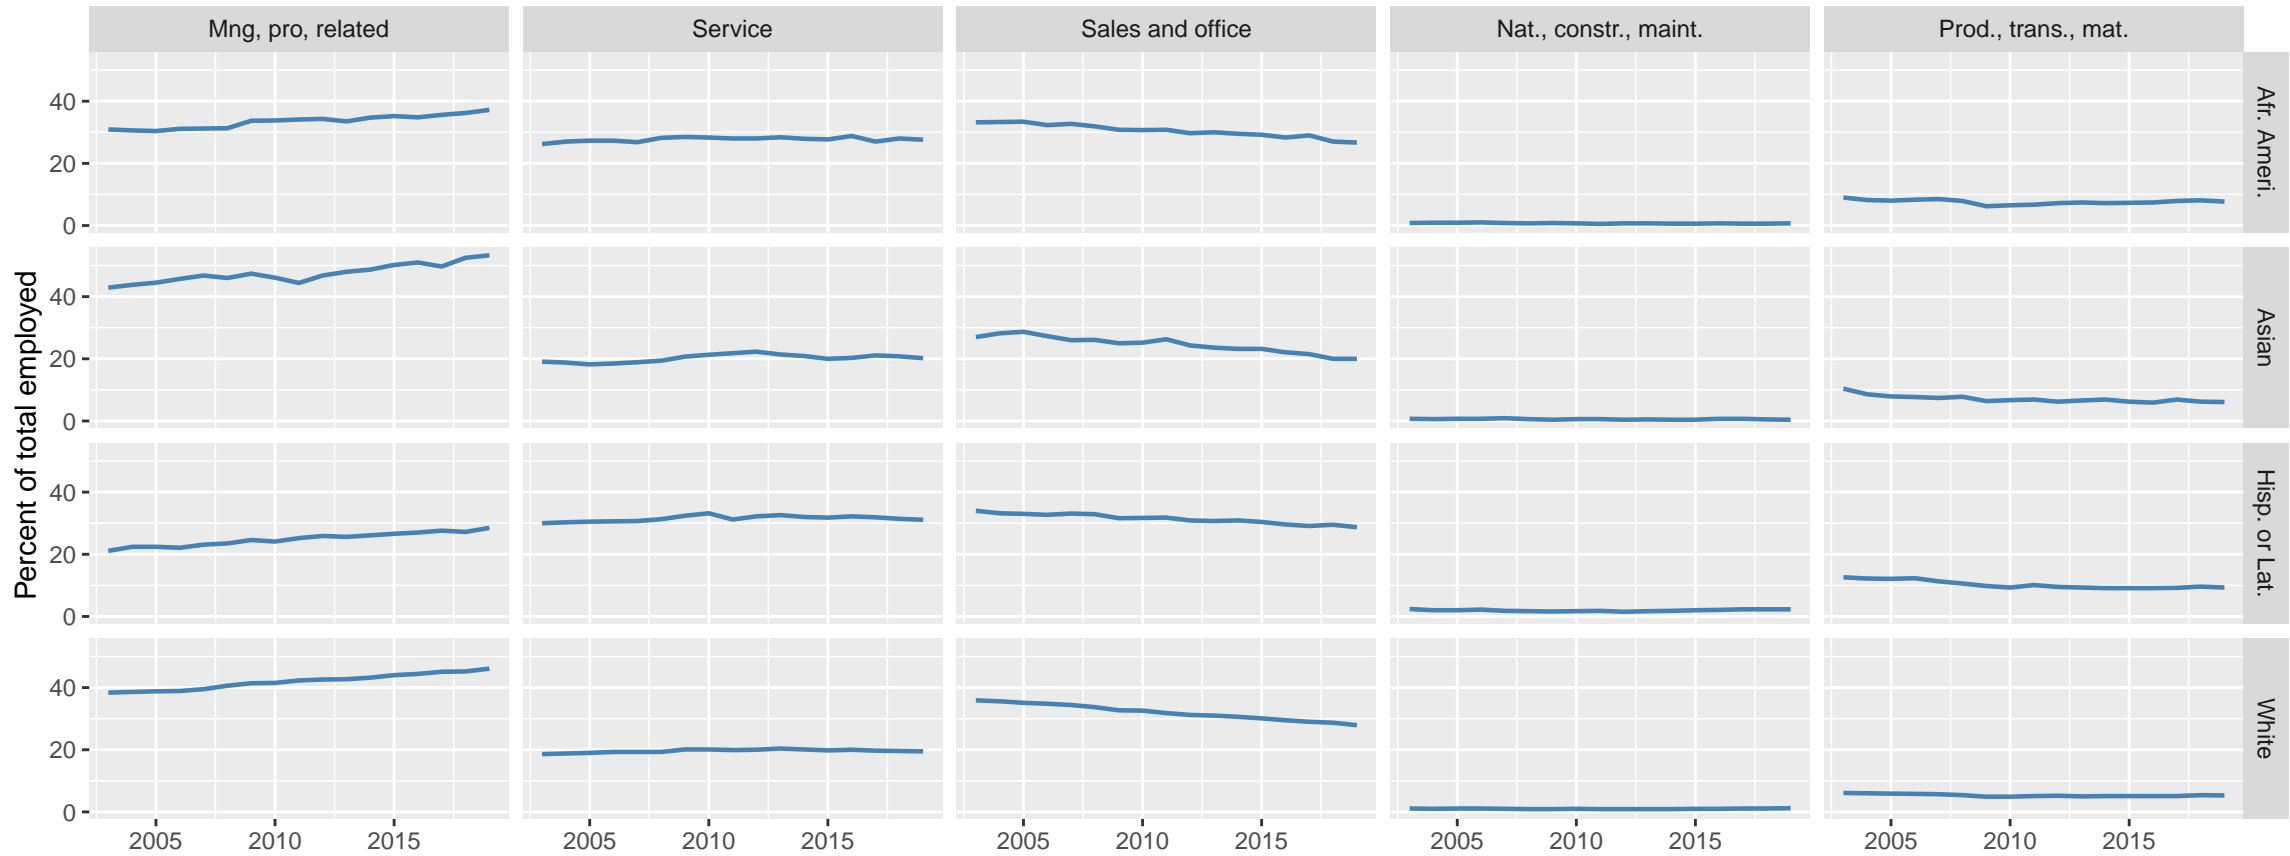 Mng, pro, related
Service
Sales and office
Nat., constr., maint.
Prod., trans., mat.
Percent of total employed
40
20
0
Afr. Ameri.
40
20
0
Asian
40
20
0
Hisp. or Lat.
40
20
0
White
2005 2010 2015
2005 2010 2015
2005 2010 2015
2005 2010 2015
2005 2010 2015